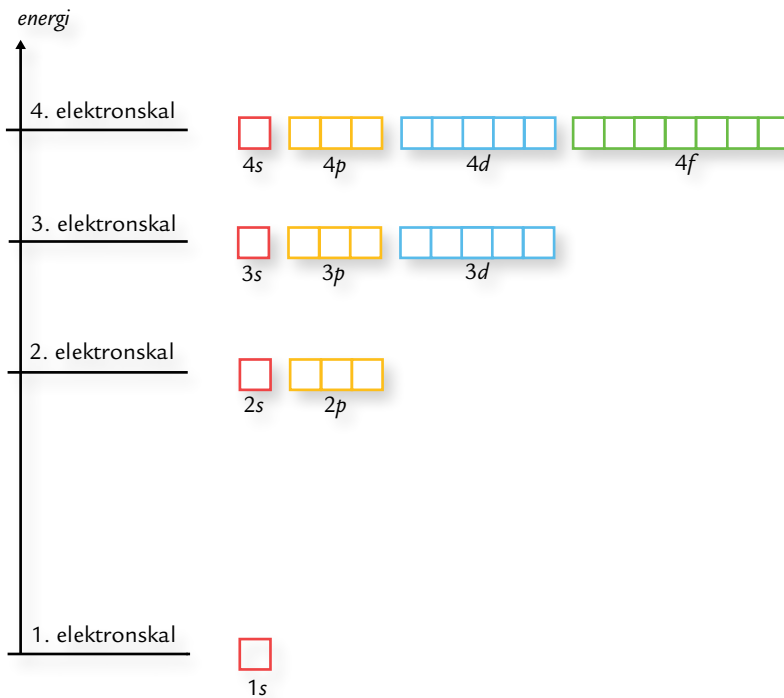 energi
4. elektronskal
4s 4p 4d 4f
3. elektronskal
3s 3p 3d
2. elektronskal
2s 2p
1. elektronskal
1s